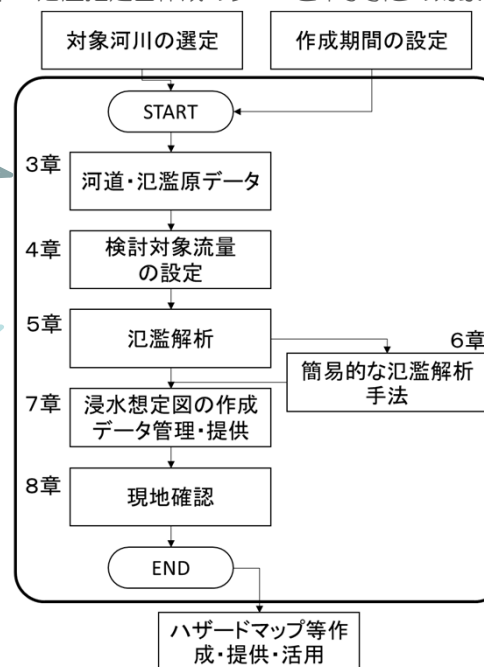 対象河川の選定
作成期間の設定
START
3章
河道・氾濫原データ
4章
検討対象流量
の設定
5章
氾濫解析
6章
簡易的な氾濫解析
手法
7章
浸水想定図の作成
データ管理・提供
8章
現地確認
END
ハザードマップ等作
成・提供・活用